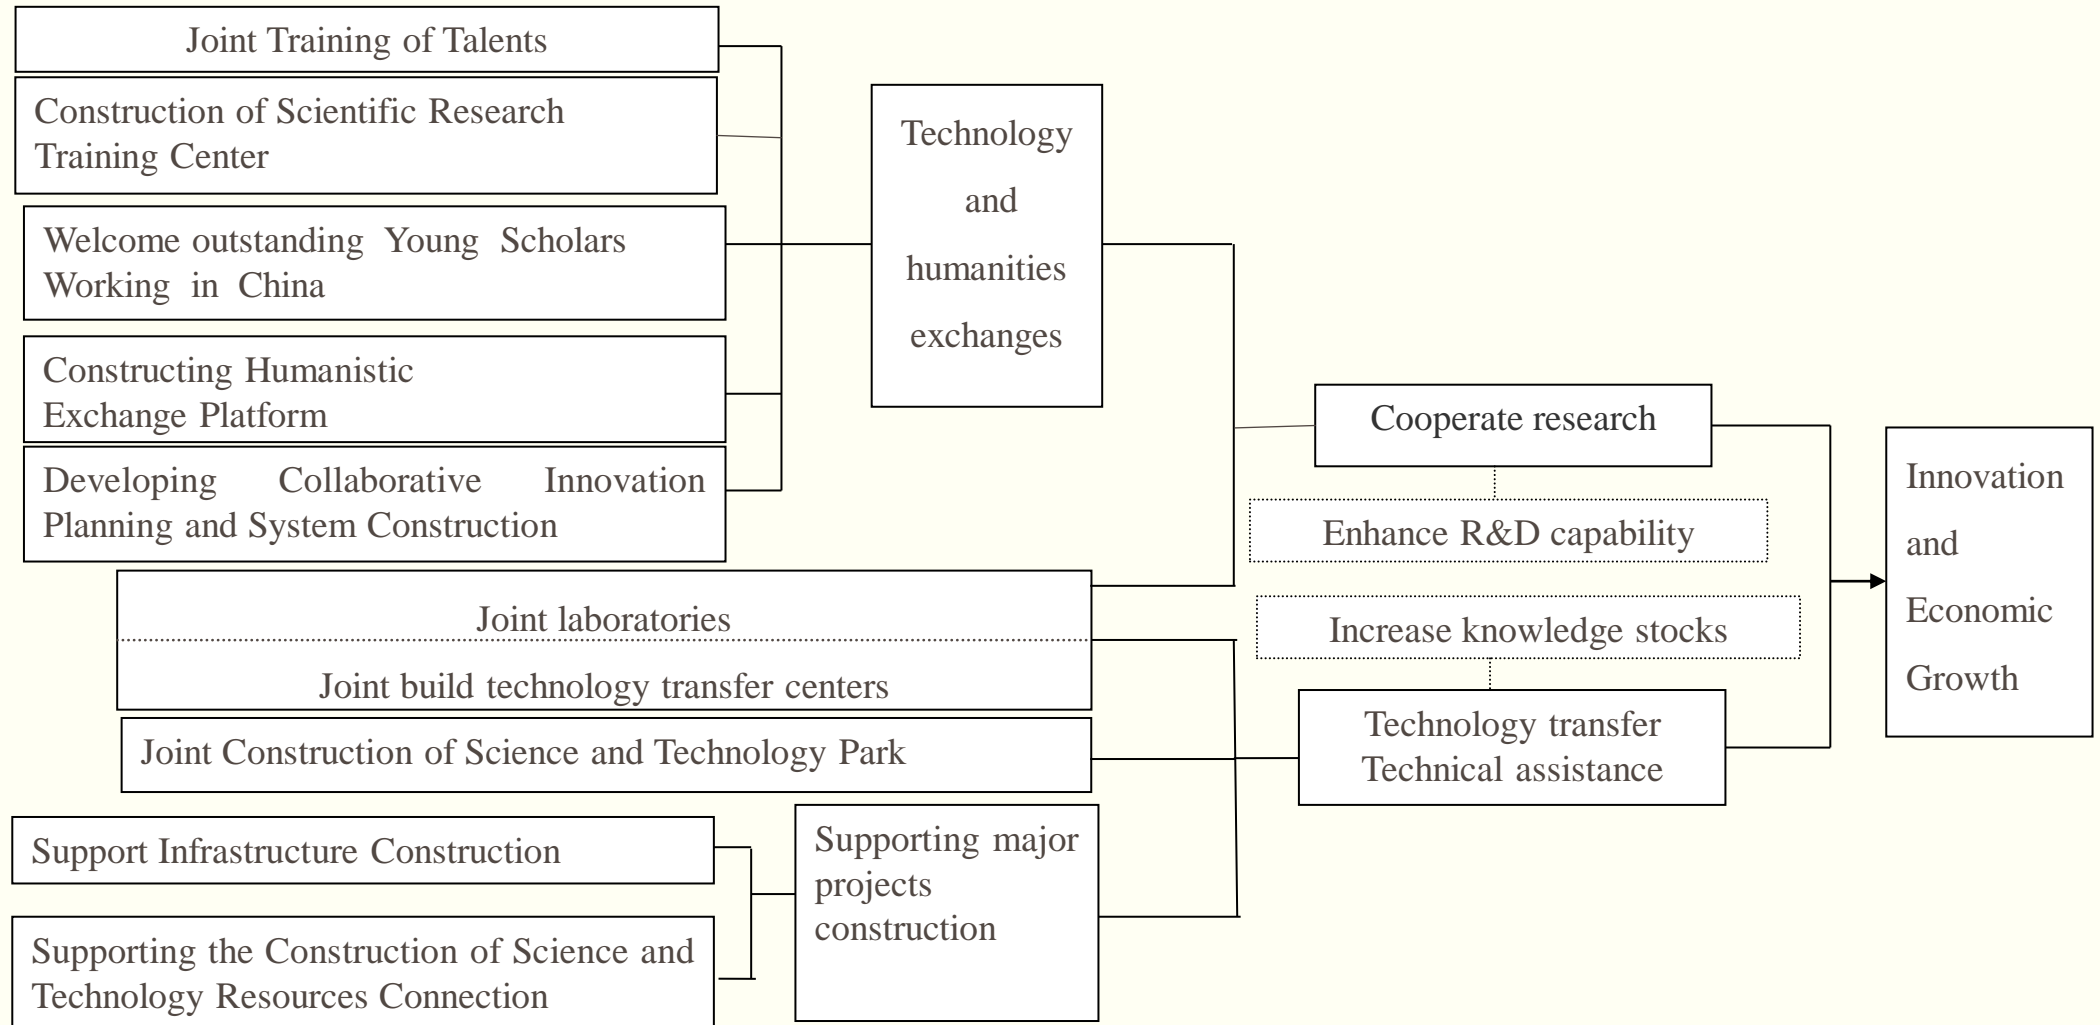 Joint Training of Talents
Construction of Scientific Research
Training Center
Welcome outstanding Young Scholars
Working in China
Constructing Humanistic
Exchange Platform
Developing Collaborative Innovation
Planning and System Construction
Technology
and
humanities
exchanges
Joint laboratories
Joint build technology transfer centers
Joint Construction of Science and Technology Park
Support Infrastructure Construction
Supporting the Construction of Science and
Technology Resources Connection
Supporting major
projects
construction
Cooperate research
Enhance R&D capability
Increase knowledge stocks
Technology transfer
Technical assistance
Innovation
and
Economic
Growth